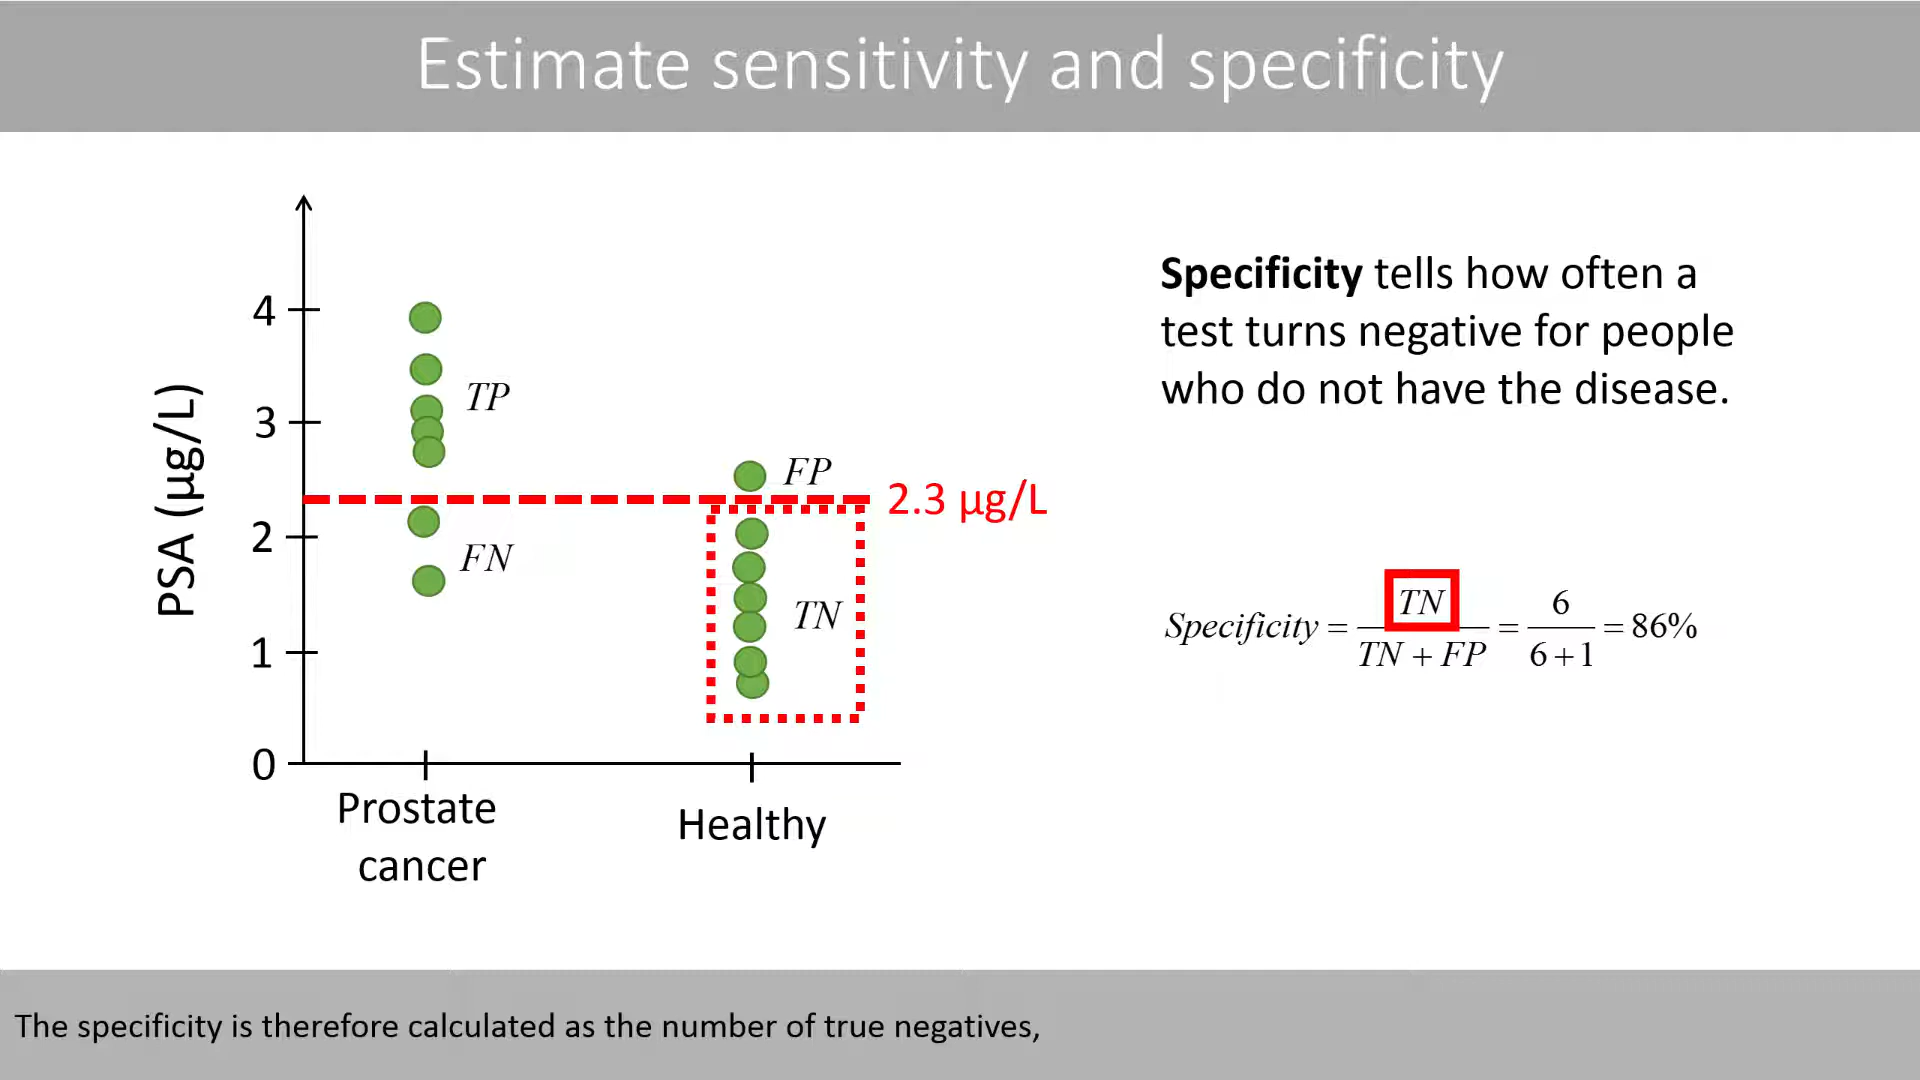 Estimate sensitivity and specificity
PSA (µg/L)
4
3
2
1
0
TP
FN
FP
TN
2.3 µg/L
Prostate
cancer
Healthy
Specificity tells how often a
test turns negative for people
who do not have the disease.
Specificity = TN / (TN + FP) = 6 / (6 + 1) = 86%
The specificity is therefore calculated as the number of true negatives,